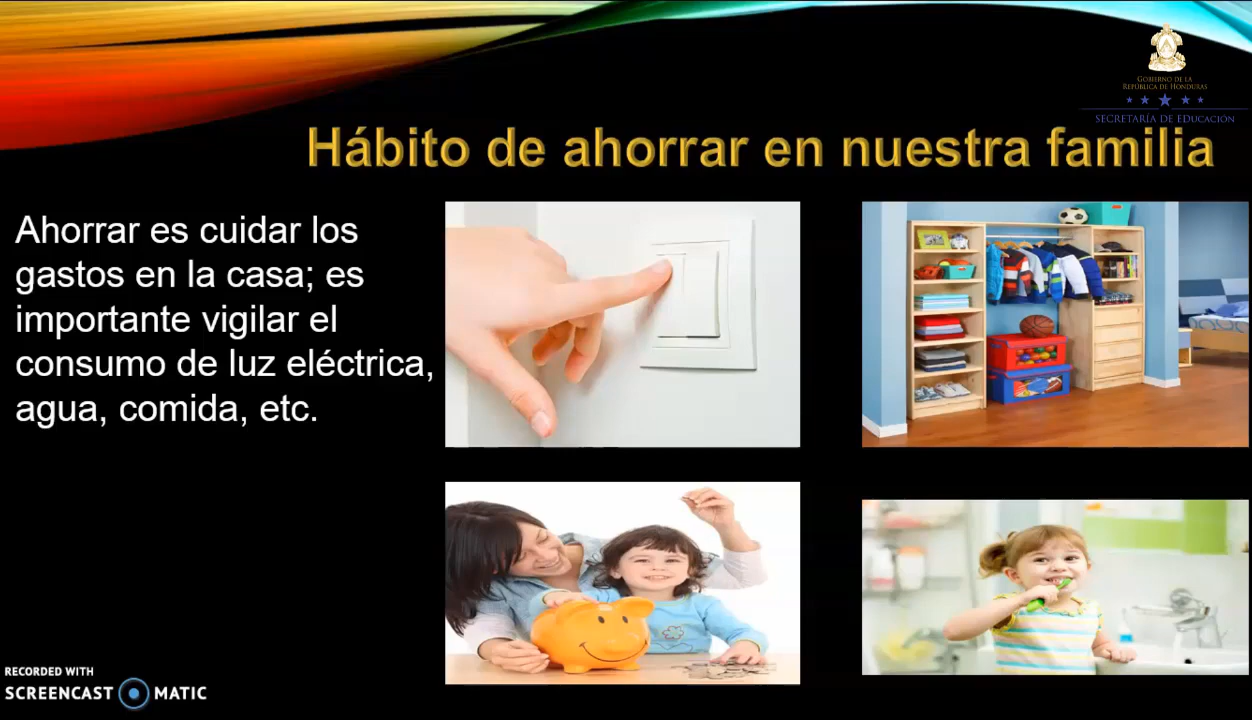 GOBIERNO DE LA
REPÚBLICA DE HONDURAS
SECRETARÍA DE EDUCACIÓN
Hábito de ahorrar en nuestra familia
Ahorrar es cuidar los
gastos en la casa; es
importante vigilar el
consumo de luz eléctrica,
agua, comida, etc.
RECORDED WITH
SCREENCAST MATIC